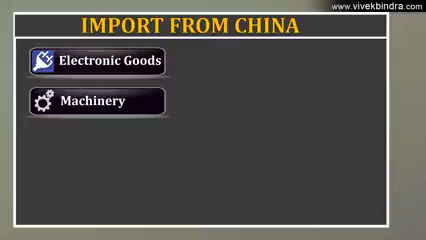 www.vivekbindra.com
IMPORT FROM CHINA
Electronic Goods
Machinery